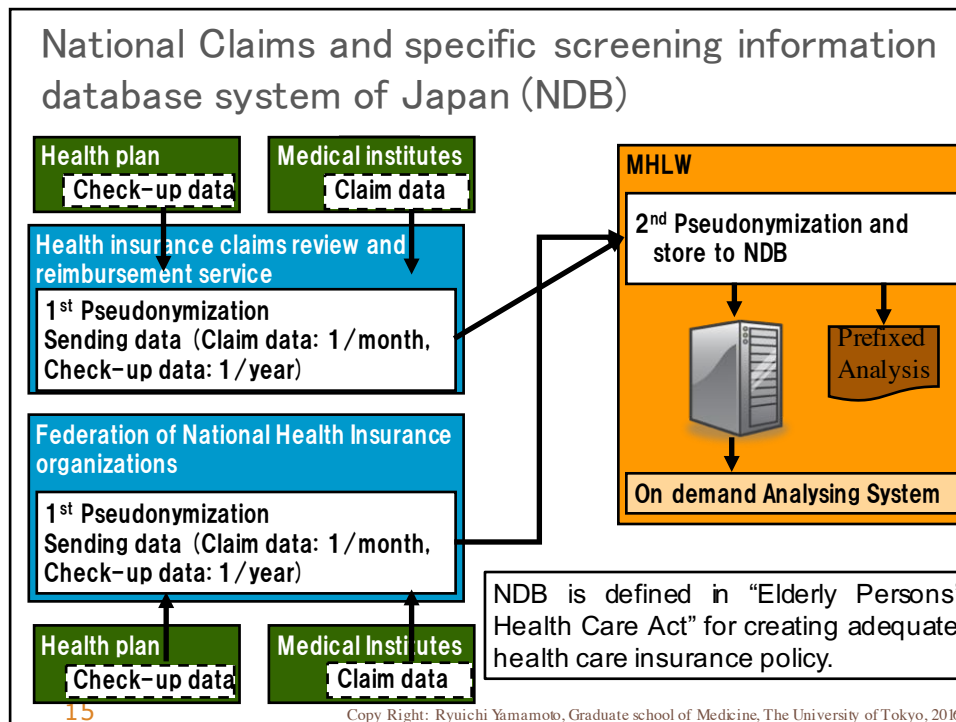 National Claims and specific screening information
database system of Japan (NDB)
Health plan
Check-up data
Medical institutes
Claim data
Health insurance claims review and
reimbursement service
1st Pseudonymization
Sending data (Claim data: 1/month,
Check-up data: 1/year)
Federation of National Health Insurance
organizations
1st Pseudonymization
Sending data (Claim data: 1/month,
Check-up data: 1/year)
Health plan
Check-up data
Medical Institutes
Claim data
MHLW
2nd Pseudonymization and
store to NDB
Prefixed
Analysis
On demand Analysing System
NDB is defined in “Elderly Persons’
Health Care Act” for creating adequate
health care insurance policy.
15
Copy Right: Ryuichi Yamamoto, Graduate school of Medicine, The University of Tokyo, 2016